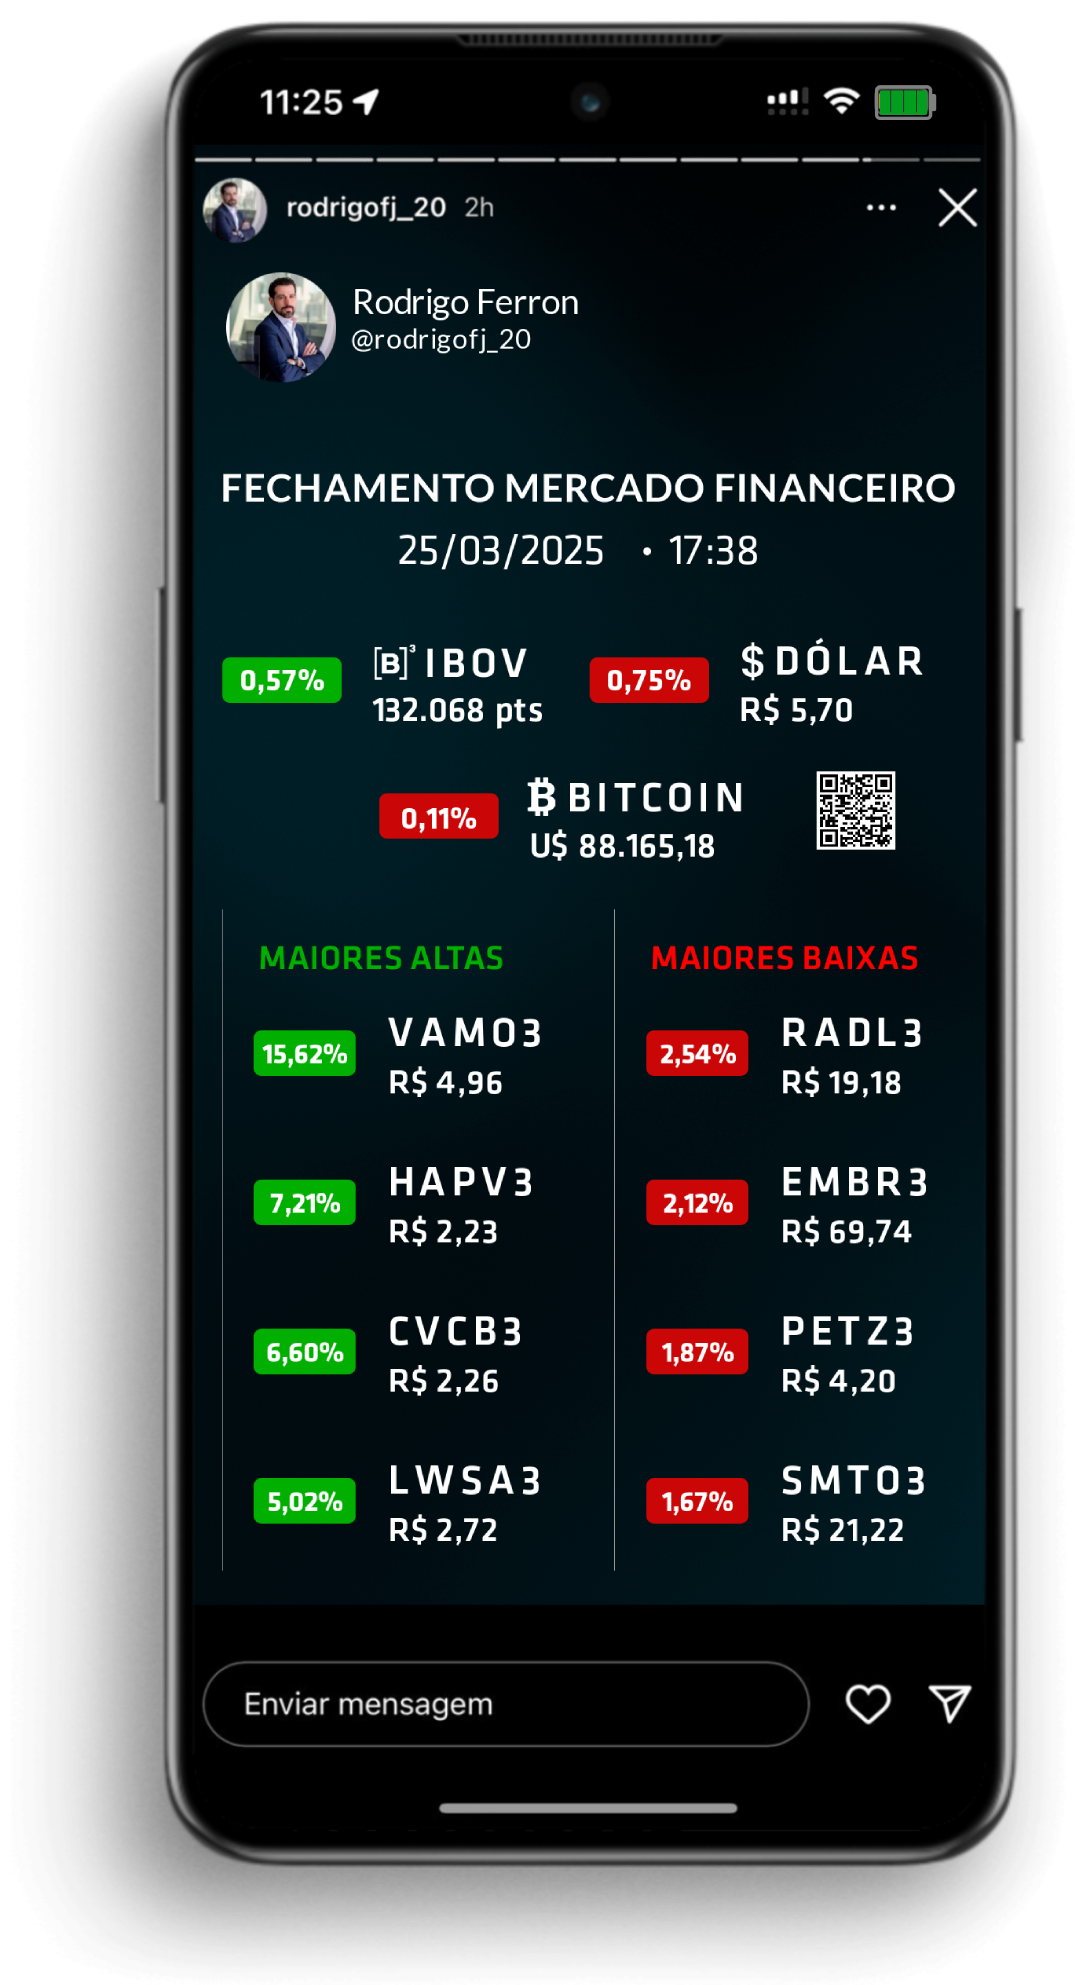 11:25
rodrigofj_20 2h
Rodrigo Ferron
@rodrigofj_20
FECHAMENTO MERCADO FINANCEIRO
25/03/2025 • 17:38
0,57% [B]³ IBOV
132.068 pts
0,75% $ DÓLAR
R$ 5,70
0,11% ₿ BITCOIN
U$ 88.165,18
MAIORES ALTAS
15,62% VAMO3
R$ 4,96
7,21% HAPV3
R$ 2,23
6,60% CVCB3
R$ 2,26
5,02% LWSA3
R$ 2,72
MAIORES BAIXAS
2,54% RADL3
R$ 19,18
2,12% EMBR3
R$ 69,74
1,87% PETZ3
R$ 4,20
1,67% SMTO3
R$ 21,22
Enviar mensagem